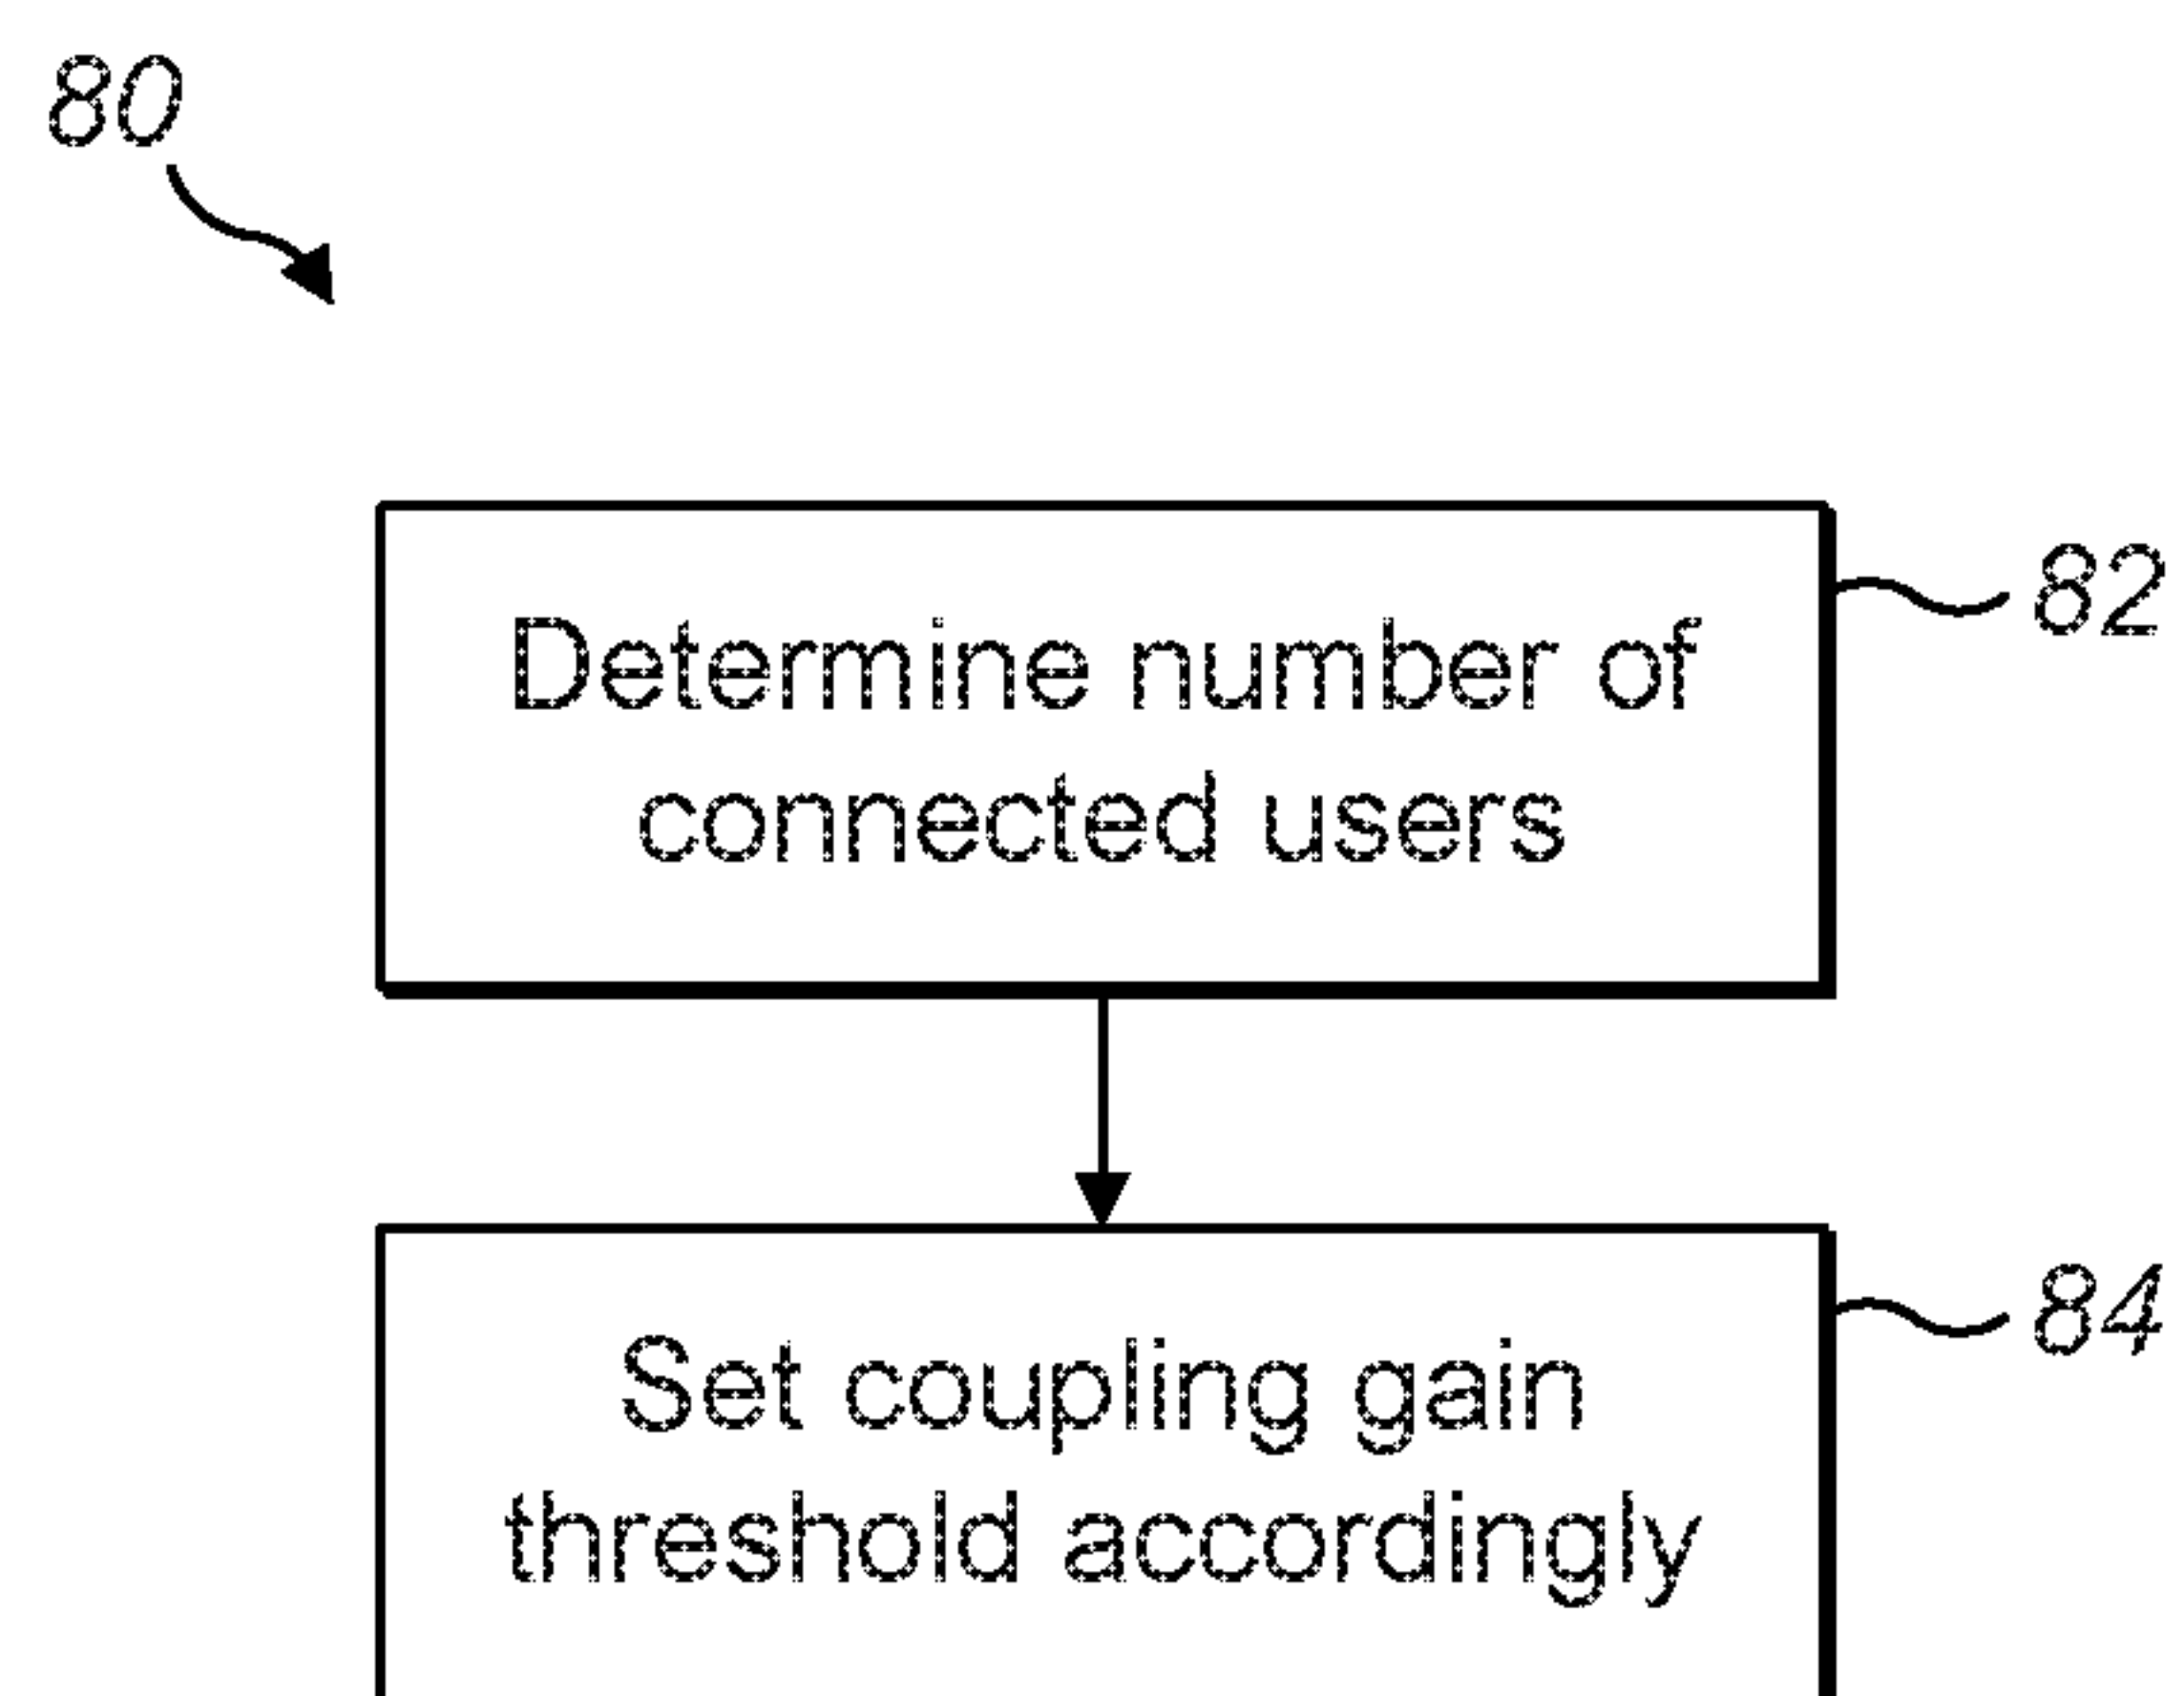 80
Determine number of
connected users
82
Set coupling gain
threshold accordingly
84